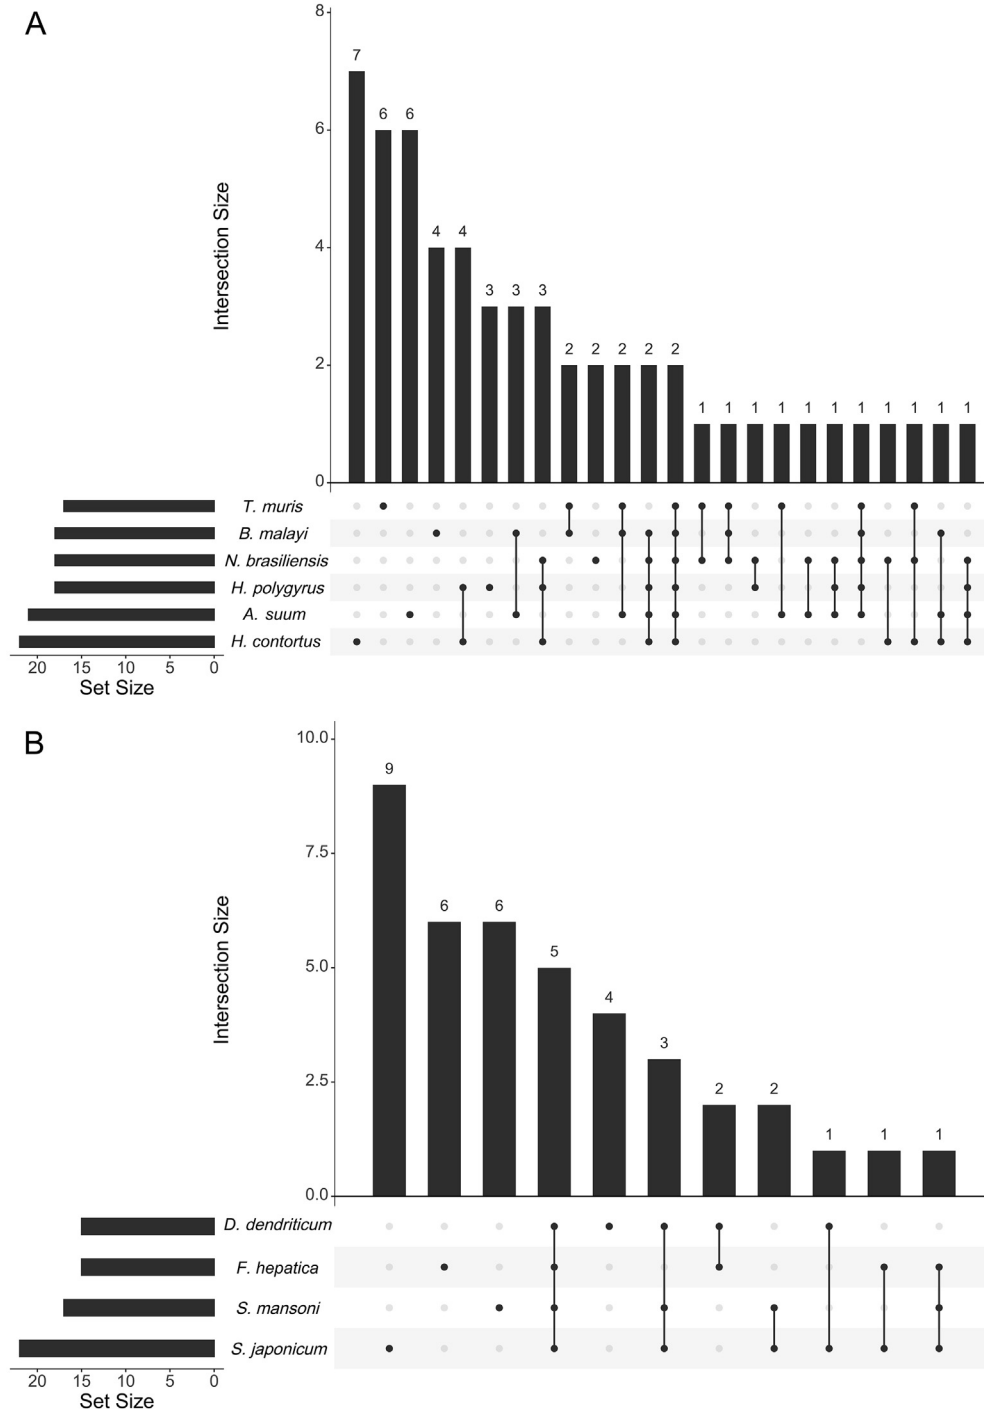 A
Intersection Size
8
6
4
2
0
7 6 6 4 4 3 3 3 2 2 2 2 2 1 1 1 1 1 1 1 1 1 1 1
T. muris
B. malayi
N. brasiliensis
H. polygyrus
A. suum
H. contortus
20 15 10 5 0
Set Size
B
Intersection Size
10.0
7.5
5.0
2.5
0.0
9 6 6 5 4 3 2 2 1 1 1
D. dendriticum
F. hepatica
S. mansoni
S. japonicum
20 15 10 5 0
Set Size